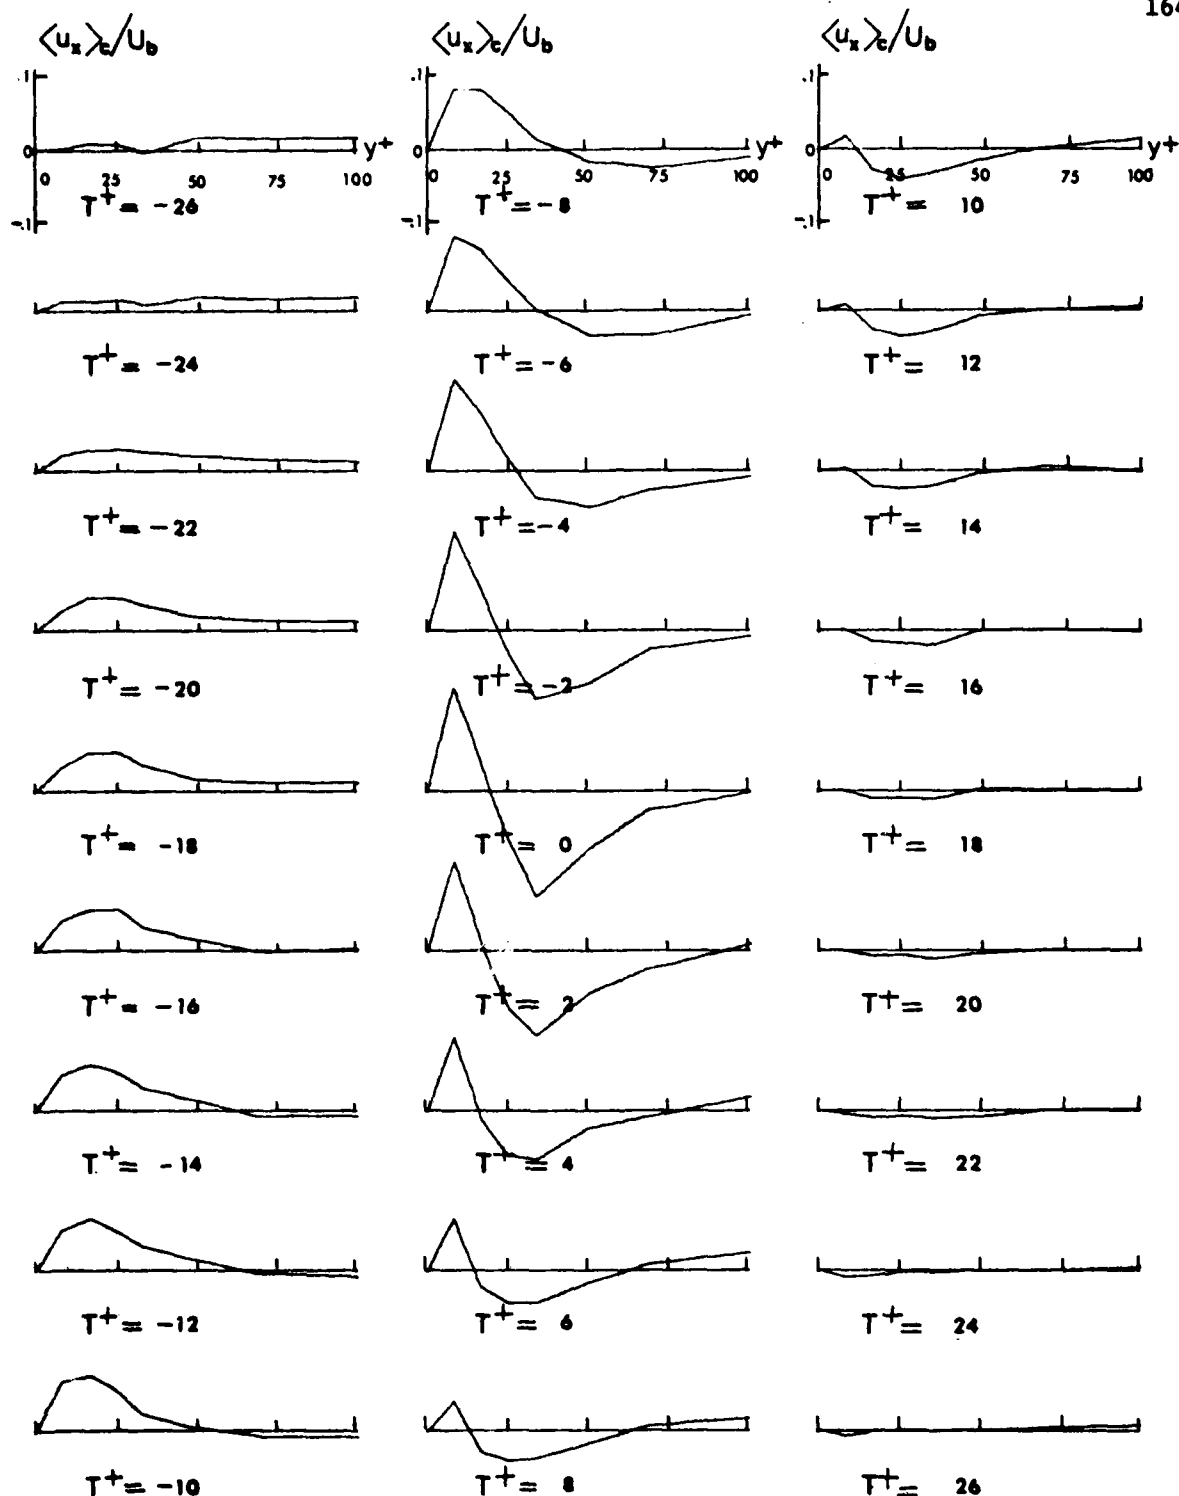 164
<u_x>_c/U_b <u_x>_c/U_b <u_x>_c/U_b
.1 .1 .1
0 y+ 0 y+ 0 y+
0 25 50 75 100 0 25 50 75 100 0 25 50 75 100
-.1 T+ = -26 -.1 T+ = -8 -.1 T+ = 10
T+ = -24 T+ = -6 T+ = 12
T+ = -22 T+ = -4 T+ = 14
T+ = -20 T+ = -2 T+ = 16
T+ = -18 T+ = 0 T+ = 18
T+ = -16 T+ = 2 T+ = 20
T+ = -14 T+ = 4 T+ = 22
T+ = -12 T+ = 6 T+ = 24
T+ = -10 T+ = 8 T+ = 26